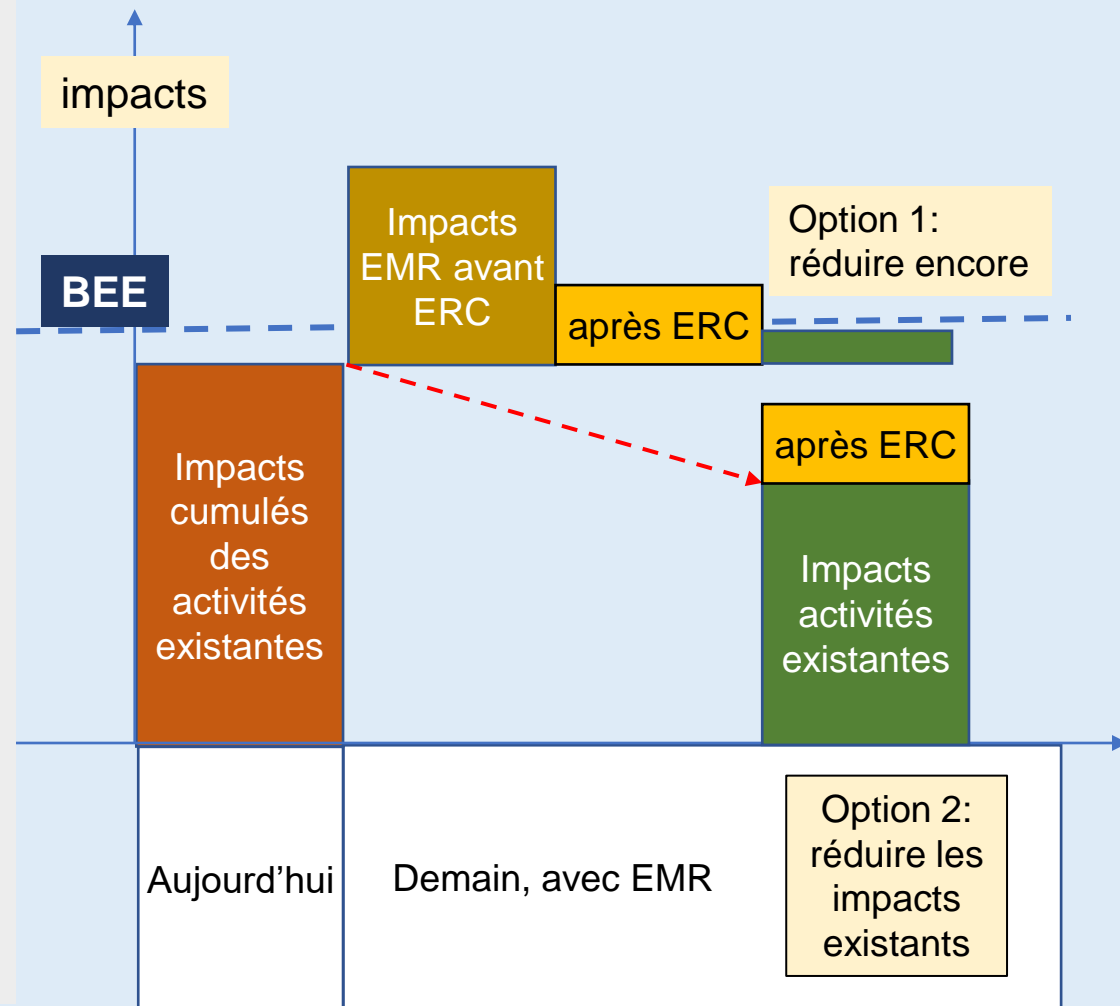 impacts
BEE
Impacts
EMR avant
ERC
après ERC
Option 1:
réduire encore
après ERC
Impacts
cumulés
des
activités
existantes
Impacts
activités
existantes
Aujourd’hui
Demain, avec EMR
Option 2:
réduire les
impacts
existants